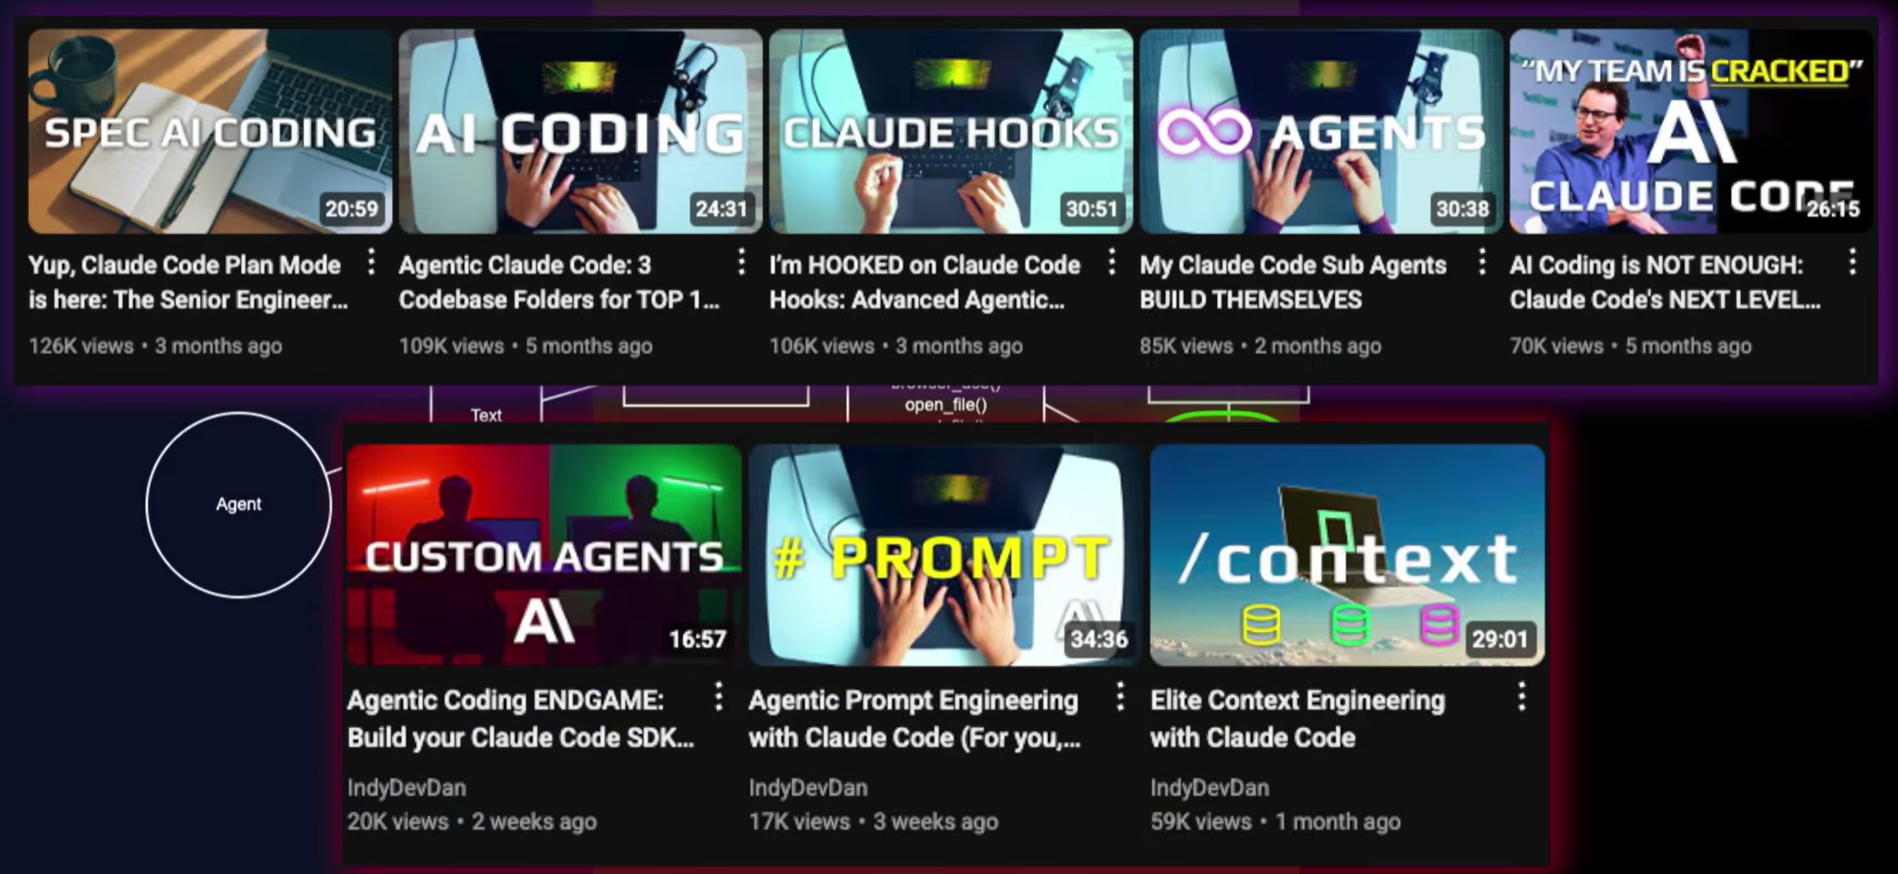 SPEC AI CODING
20:59
Yup, Claude Code Plan Mode
is here: The Senior Engineer...
126K views • 3 months ago
AI CODING
24:31
Agentic Claude Code: 3
Codebase Folders for TOP 1...
109K views • 5 months ago
CLAUDE HOOKS
30:51
I'm HOOKED on Claude Code
Hooks: Advanced Agentic...
106K views • 3 months ago
∞ AGENTS
30:38
My Claude Code Sub Agents
BUILD THEMSELVES
85K views • 2 months ago
"MY TEAM IS CRACKED"
A\
CLAUDE CODE
26:15
AI Coding is NOT ENOUGH:
Claude Code's NEXT LEVEL...
70K views • 5 months ago
Text
browser_use()
open_file()
Agent
CUSTOM AGENTS
A\
16:57
Agentic Coding ENDGAME:
Build your Claude Code SDK...
IndyDevDan
20K views • 2 weeks ago
# PROMPT
A\
34:36
Agentic Prompt Engineering
with Claude Code (For you,...
IndyDevDan
17K views • 3 weeks ago
/context
29:01
Elite Context Engineering
with Claude Code
IndyDevDan
59K views • 1 month ago